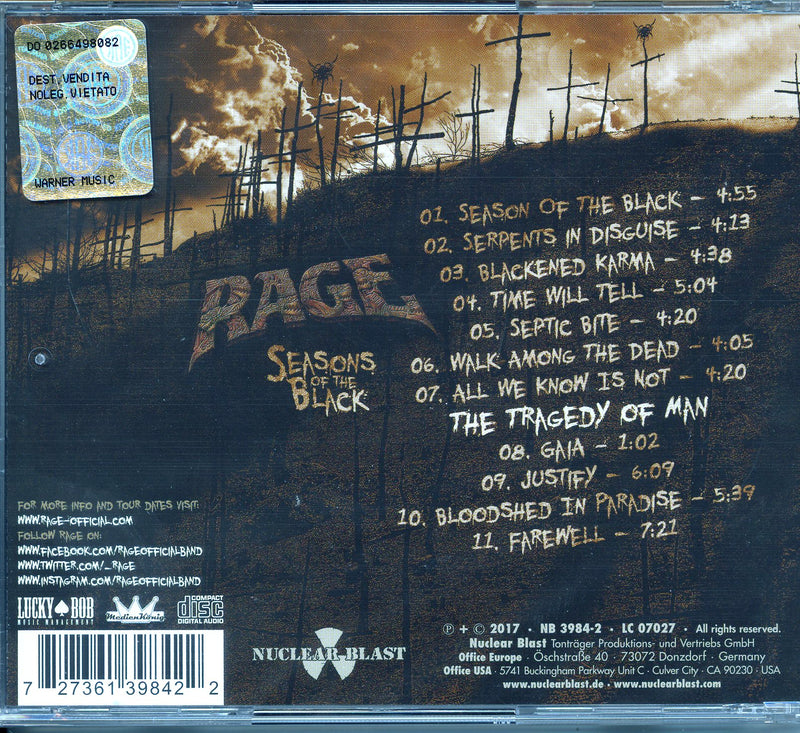 DO 0266498082
DEST.VENDITA
NOLEG.VIETATO
WARNER MUSIC
01. SEASON OF THE BLACK - 4:55
02. SERPENTS IN DISGUISE - 4:13
03. BLACKENED KARMA - 4:38
04. TIME WILL TELL - 5:04
05. SEPTIC BITE - 4:20
06. WALK AMONG THE DEAD - 4:05
07. ALL WE KNOW IS NOT - 4:20
THE TRAGEDY OF MAN
08. GAIA - 1:02
09. JUSTIFY - 6:09
10. BLOODSHED IN PARADISE - 5:39
11. FAREWELL - 7:21
RAGE
SEASONS
OF THE
BLACK
FOR MORE INFO AND TOUR DATES VISIT:
WWW.RAGE-OFFICIAL.COM
FOLLOW RAGE ON:
WWW.FACEBOOK.COM/RAGEOFFICIALBAND
WWW.TWITTER.COM/_RAGE
WWW.INSTAGRAM.COM/RAGEOFFICIALBAND
LUCKY BOB
MUSIC MANAGEMENT
MedienKönig
COMPACT
disc
DIGITAL AUDIO
7 27361 39842 2
NUCLEAR BLAST
℗ + © 2017 • NB 3984-2 • LC 07027 • All rights reserved.
Nuclear Blast Tonträger Produktions- und Vertriebs GmbH
Office Europe • Öschstraße 40 • 73072 Donzdorf • Germany
Office USA • 5741 Buckingham Parkway Unit C • Culver City • CA 90230 • USA
www.nuclearblast.de • www.nuclearblast.com